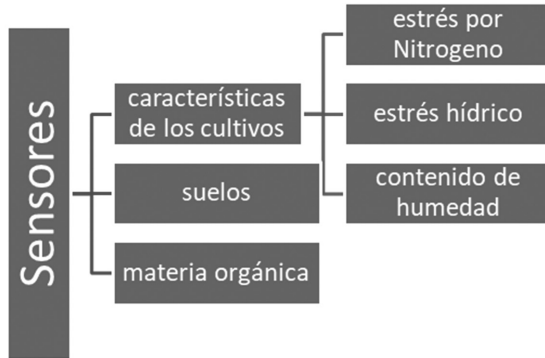 Sensores
características
de los cultivos
suelos
materia orgánica
estrés por
Nitrogeno
estrés hídrico
contenido de
humedad